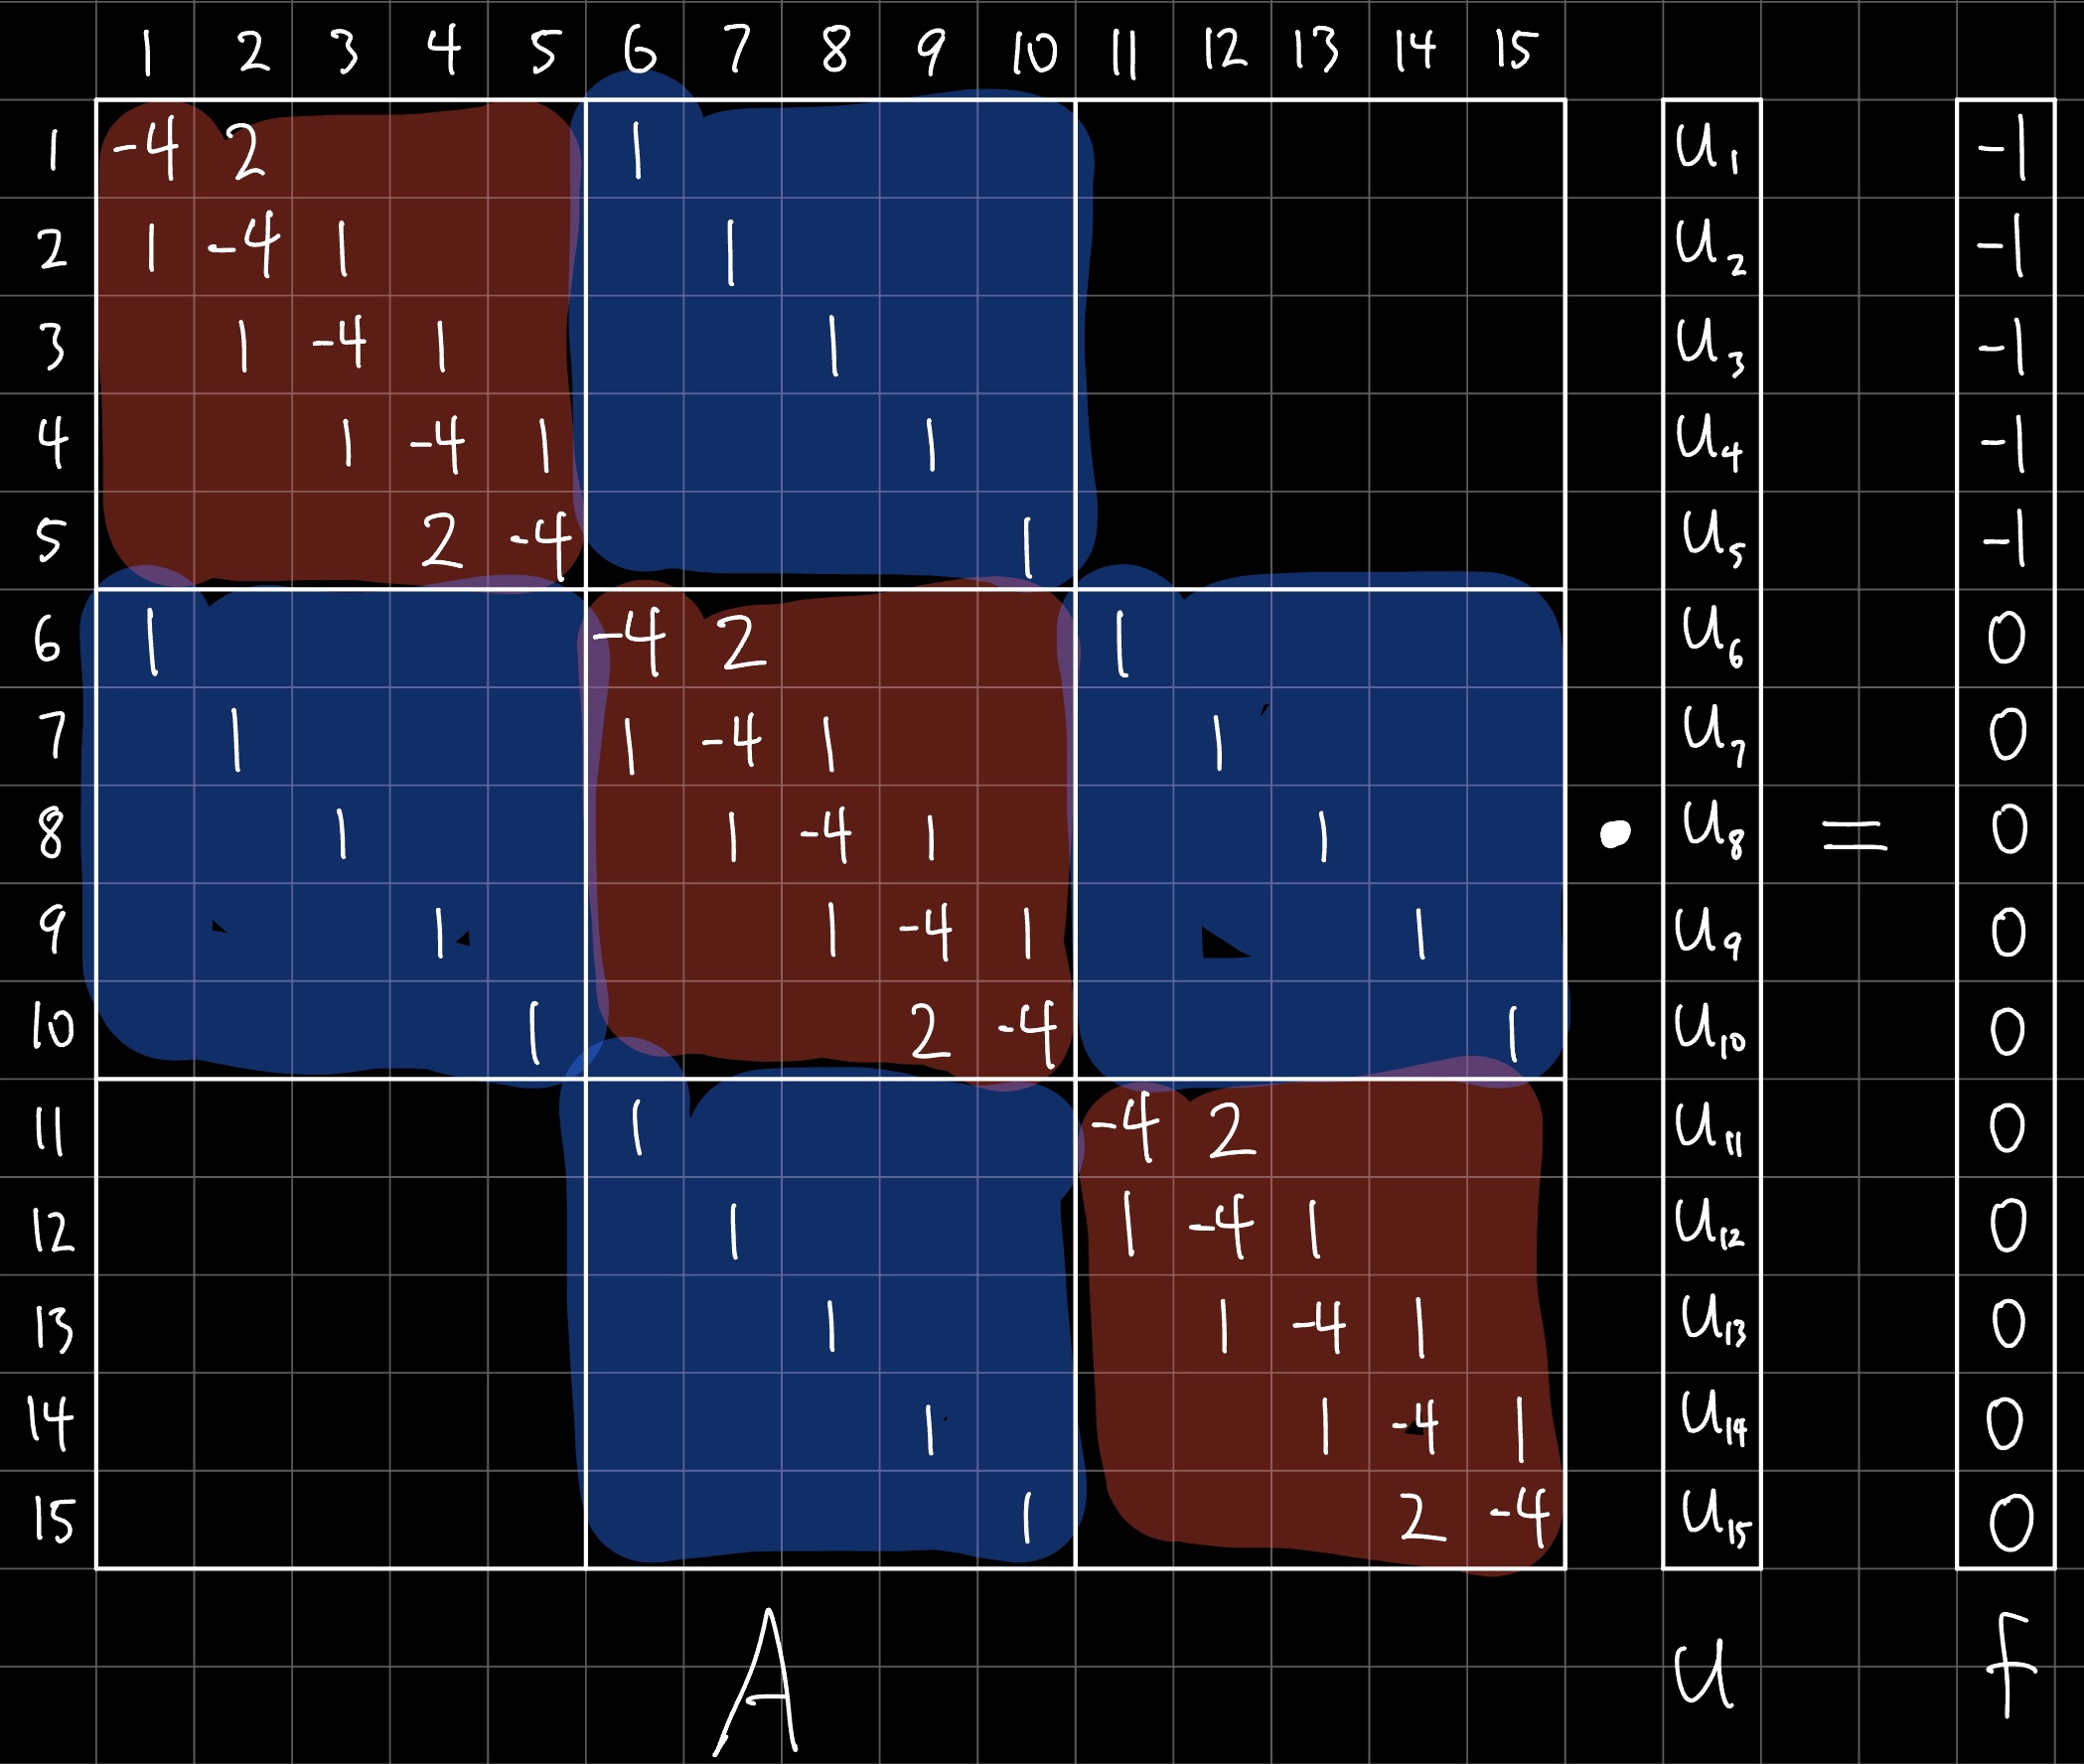 1 2 3 4 5 6 7 8 9 10 11 12 13 14 15
1 -4 2 1 u₁ -1
2 1 -4 1 1 u₂ -1
3 1 -4 1 1 u₃ -1
4 1 -4 1 1 u₄ -1
5 2 -4 1 u₅ -1
6 1 -4 2 1 u₆ 0
7 1 1 -4 1 1 u₇ 0
8 1 1 -4 1 1 • u₈ = 0
9 1 1 -4 1 1 u₉ 0
10 1 2 -4 1 u₁₀ 0
11 1 -4 2 u₁₁ 0
12 1 1 -4 1 u₁₂ 0
13 1 1 -4 1 u₁₃ 0
14 1 1 -4 1 u₁₄ 0
15 1 2 -4 u₁₅ 0
A u f